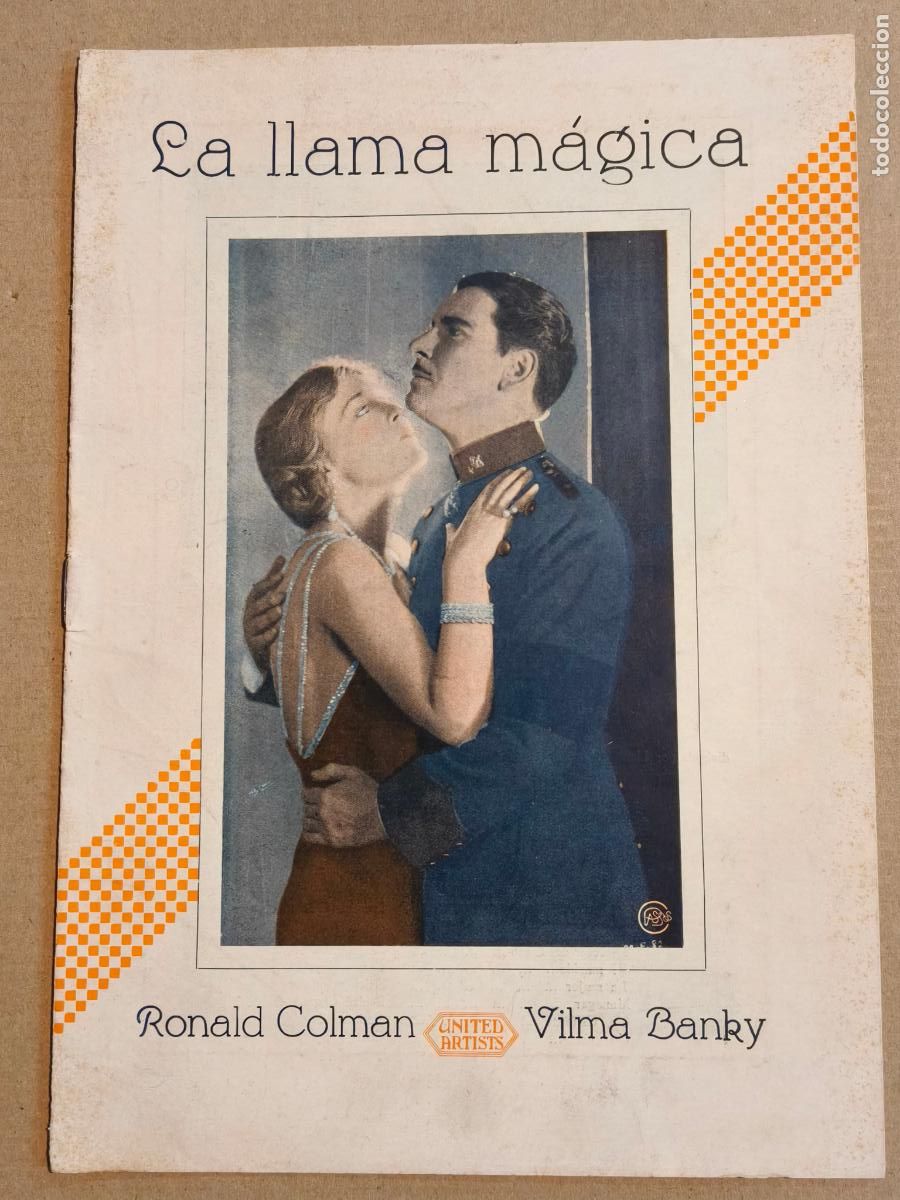 La llama mágica
Ronald Colman
UNITED
ARTISTS
Vilma Banky
todocoleccion